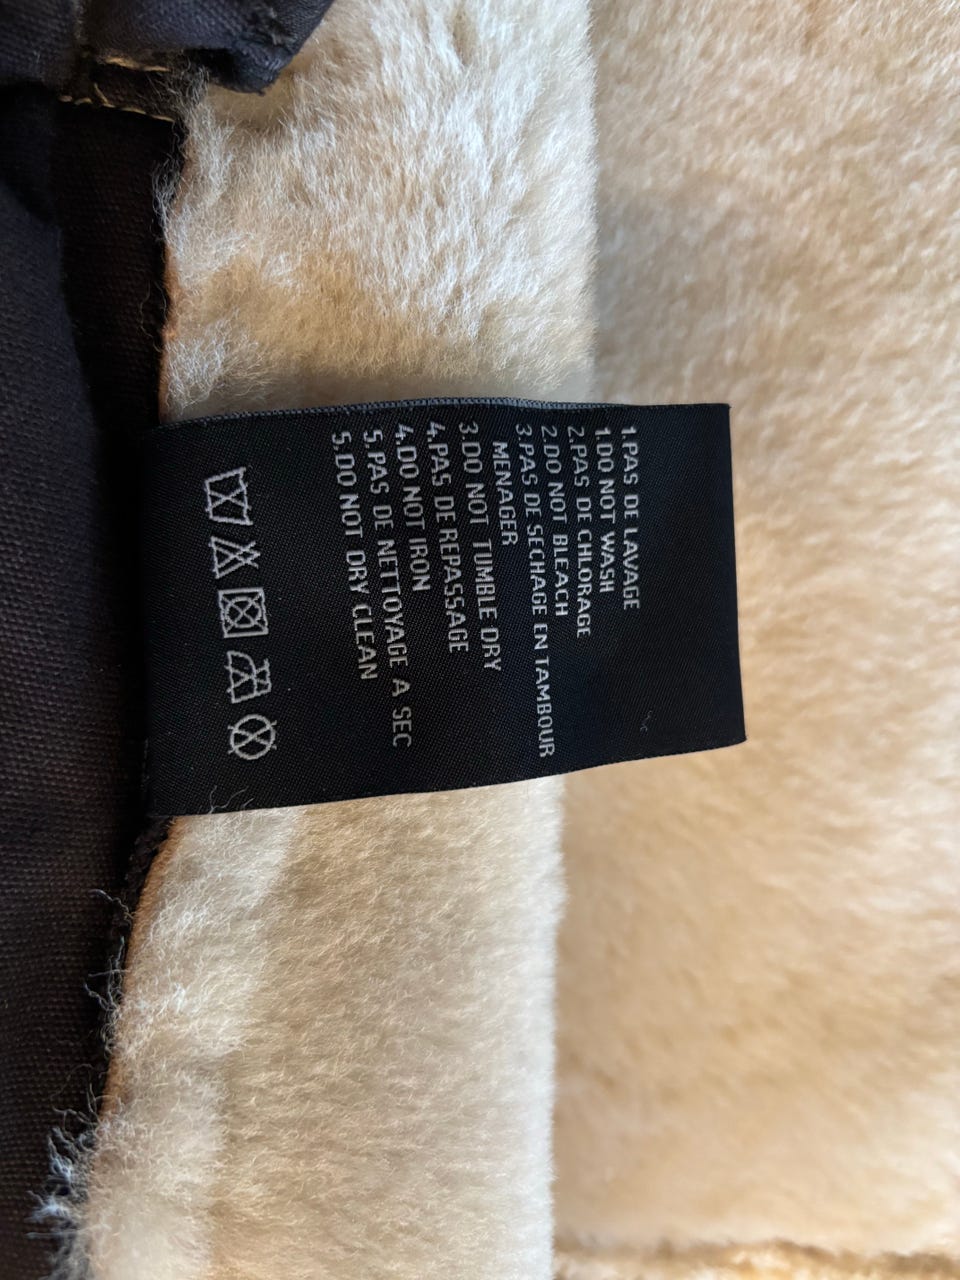 1.PAS DE LAVAGE
1.DO NOT WASH
2.PAS DE CHLORAGE
2.DO NOT BLEACH
3.PAS DE SECHAGE EN TAMBOUR
MENAGER
3.DO NOT TUMBLE DRY
4.PAS DE REPASSAGE
4.DO NOT IRON
5.PAS DE NETTOYAGE A SEC
5.DO NOT DRY CLEAN